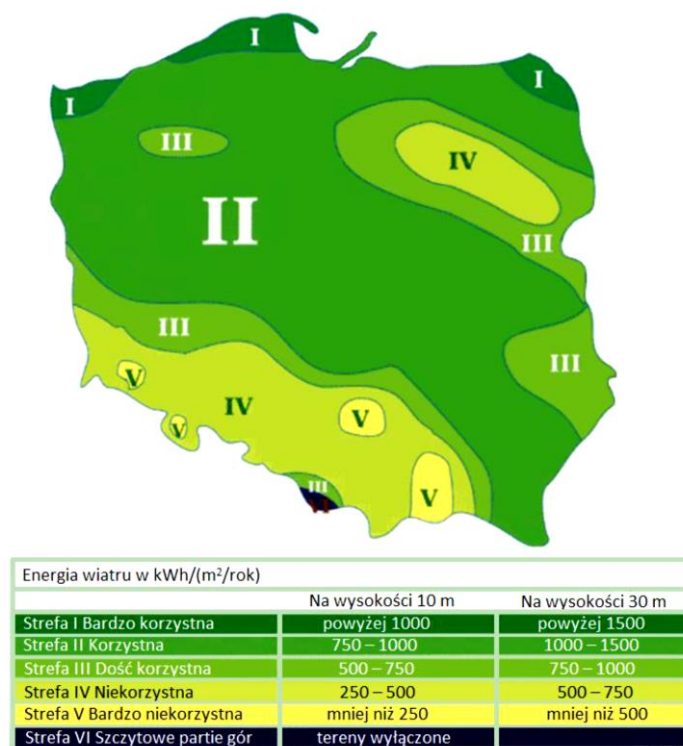 I
I
I
III
IV
II
III
III
III
V
IV
V
V
III
VI
V
Energia wiatru w kWh/(m²/rok)
Na wysokości 10 m Na wysokości 30 m
Strefa I Bardzo korzystna powyżej 1000 powyżej 1500
Strefa II Korzystna 750 – 1000 1000 – 1500
Strefa III Dość korzystna 500 – 750 750 – 1000
Strefa IV Niekorzystna 250 – 500 500 – 750
Strefa V Bardzo niekorzystna mniej niż 250 mniej niż 500
Strefa VI Szczytowe partie gór tereny wyłączone